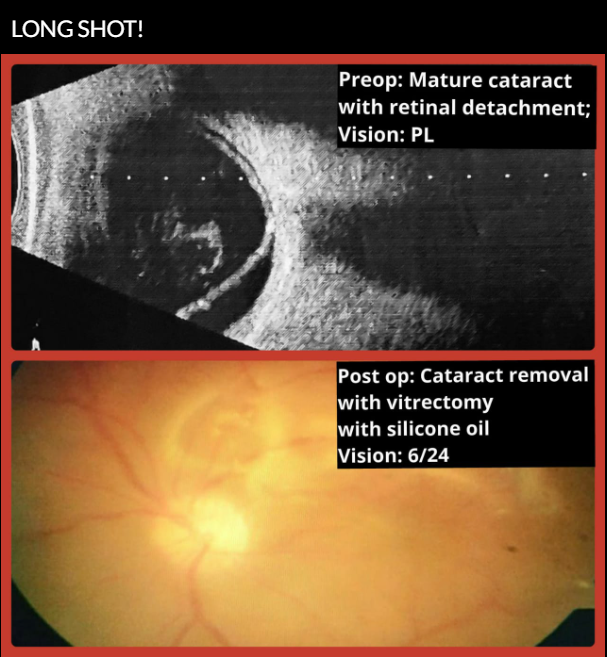 LONG SHOT!
Preop: Mature cataract
with retinal detachment;
Vision: PL
Post op: Cataract removal
with vitrectomy
with silicone oil
Vision: 6/24